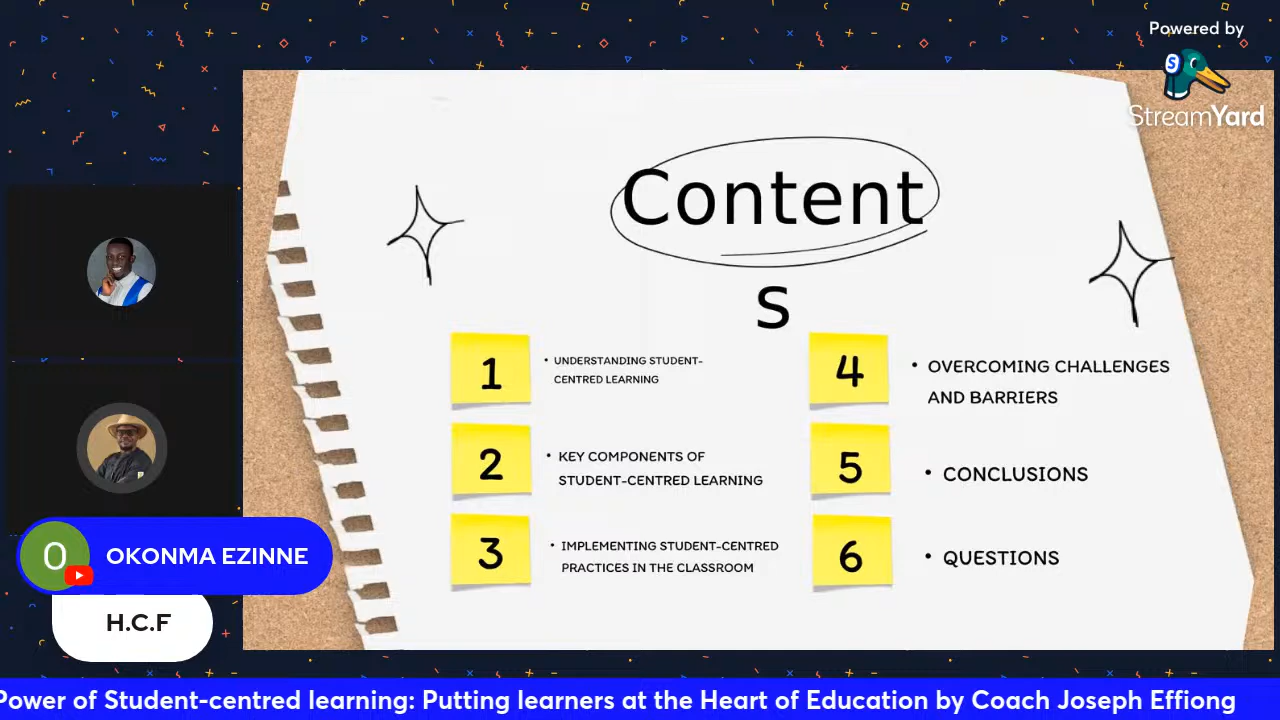 Powered by
StreamYard
Content
s
1
• UNDERSTANDING STUDENT-
CENTRED LEARNING
2
• KEY COMPONENTS OF
STUDENT-CENTRED LEARNING
3
• IMPLEMENTING STUDENT-CENTRED
PRACTICES IN THE CLASSROOM
4
• OVERCOMING CHALLENGES
AND BARRIERS
5
• CONCLUSIONS
6
• QUESTIONS
O
OKONMA EZINNE
H.C.F
Power of Student-centred learning: Putting learners at the Heart of Education by Coach Joseph Effiong